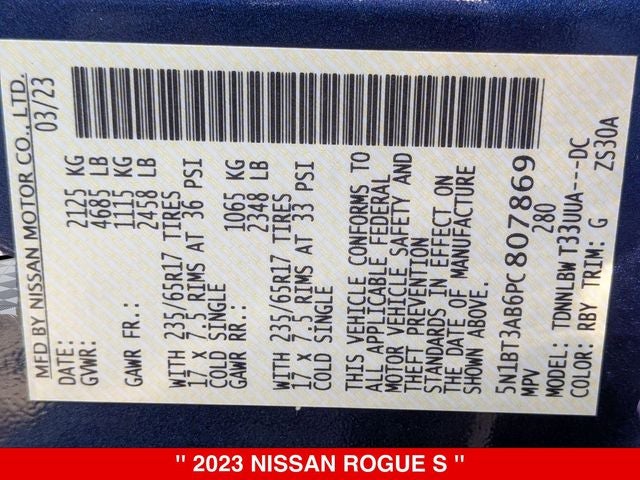 MFD BY NISSAN MOTOR CO., LTD.
DATE: 03/23
GVWR: 2125 KG
4685 LB
GAWR FR.: 1115 KG
2458 LB
WITH 235/65R17 TIRES
17 X 7.5 RIMS AT 36 PSI
COLD SINGLE
GAWR RR.: 1065 KG
2348 LB
WITH 235/65R17 TIRES
17 X 7.5 RIMS AT 33 PSI
COLD SINGLE
THIS VEHICLE CONFORMS TO
ALL APPLICABLE FEDERAL
MOTOR VEHICLE SAFETY AND
THEFT PREVENTION
STANDARDS IN EFFECT ON
THE DATE OF MANUFACTURE
SHOWN ABOVE.
5N1BT3AB6PC807869
MPV 280
MODEL: TDNNLBW T33UUA---DC
COLOR: RBY TRIM: G ZS30A
" 2023 NISSAN ROGUE S "